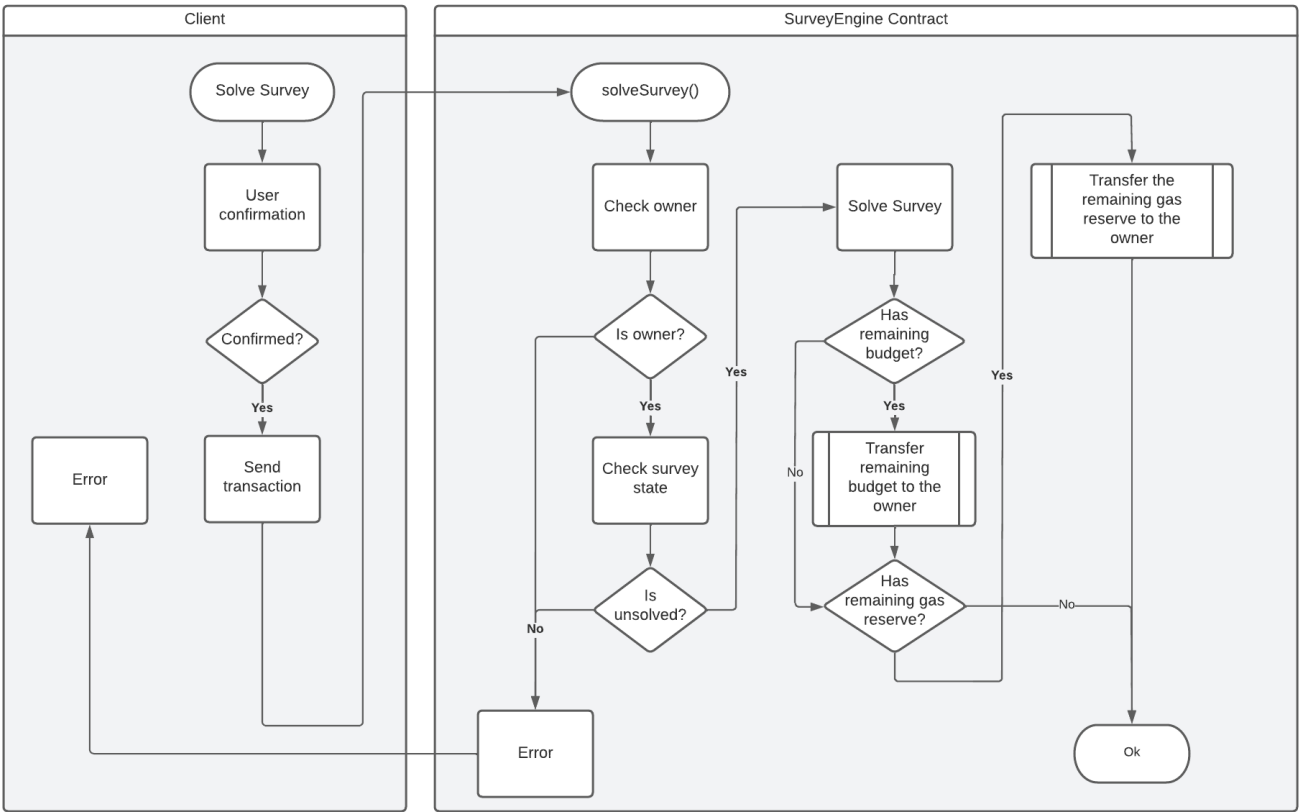 Client
Solve Survey
User
confirmation
Confirmed?
Yes
Send
transaction
Error
SurveyEngine Contract
solveSurvey()
Check owner
Is owner?
Yes
Check survey
state
Is
unsolved?
No
Error
Yes
Solve Survey
Has
remaining
budget?
Yes
No
Transfer
remaining
budget to the
owner
Has
remaining gas
reserve?
Yes
No
Transfer the
remaining gas
reserve to the
owner
Ok